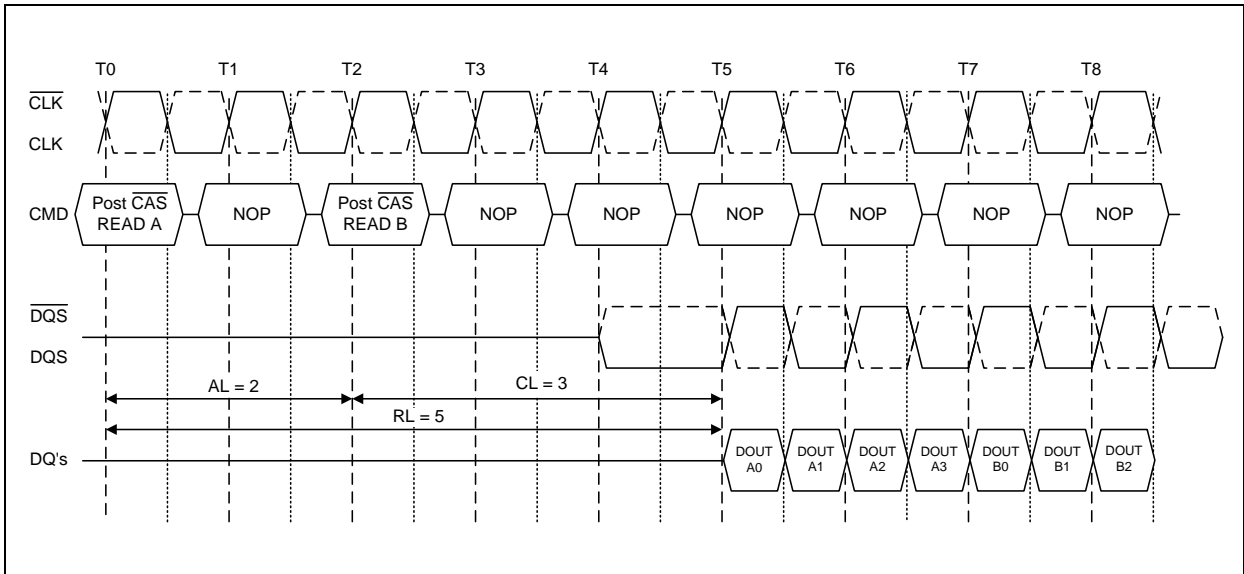 T0 T1 T2 T3 T4 T5 T6 T7 T8
CLK
CLK
CMD
Post CAS
READ A
NOP
Post CAS
READ B
NOP
NOP
NOP
NOP
NOP
NOP
DQS
DQS
AL = 2
CL = 3
RL = 5
DQ's
DOUT
A0
DOUT
A1
DOUT
A2
DOUT
A3
DOUT
B0
DOUT
B1
DOUT
B2